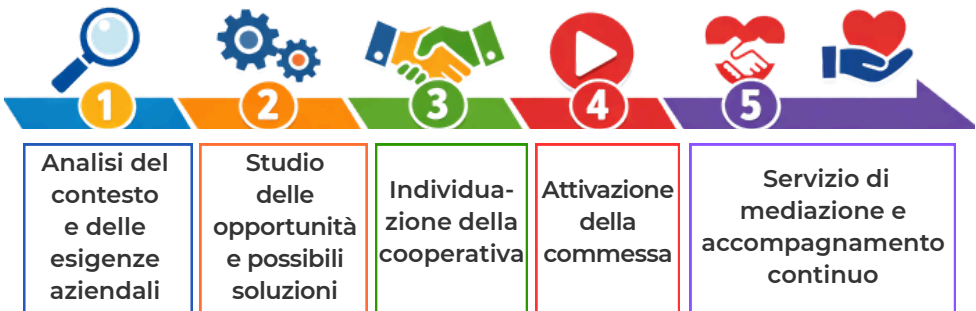 1
2
3
4
5
Analisi del
contesto
e delle
esigenze
aziendali
Studio
delle
opportunità
e possibili
soluzioni
Individua-
zione della
cooperativa
Attivazione
della
commessa
Servizio di
mediazione e
accompagnamento
continuo